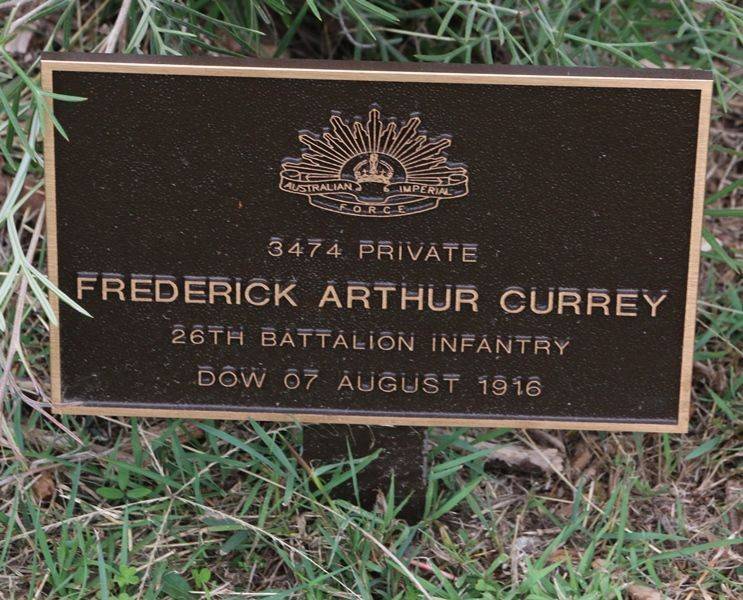 AUSTRALIAN IMPERIAL
FORCE
3474 PRIVATE
FREDERICK ARTHUR CURREY
26TH BATTALION INFANTRY
DOW 07 AUGUST 1916